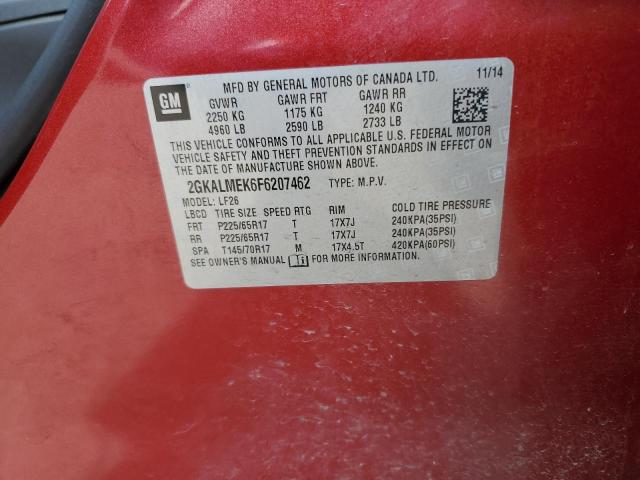 GM
MFD BY GENERAL MOTORS OF CANADA LTD. 11/14
GVWR GAWR FRT GAWR RR
2250 KG 1175 KG 1240 KG
4960 LB 2590 LB 2733 LB
THIS VEHICLE CONFORMS TO ALL APPLICABLE U.S. FEDERAL MOTOR
VEHICLE SAFETY AND THEFT PREVENTION STANDARDS IN EFFECT ON
THE DATE OF MANUFACTURE SHOWN ABOVE.
2GKALMEK6F6207462 TYPE: M.P.V.
MODEL: LF26
LBCD TIRE SIZE SPEED RTG RIM COLD TIRE PRESSURE
FRT P225/65R17 T 17X7J 240KPA(35PSI)
RR P225/65R17 T 17X7J 240KPA(35PSI)
SPA T145/70R17 M 17X4.5T 420KPA(60PSI)
SEE OWNER'S MANUAL FOR MORE INFORMATION.